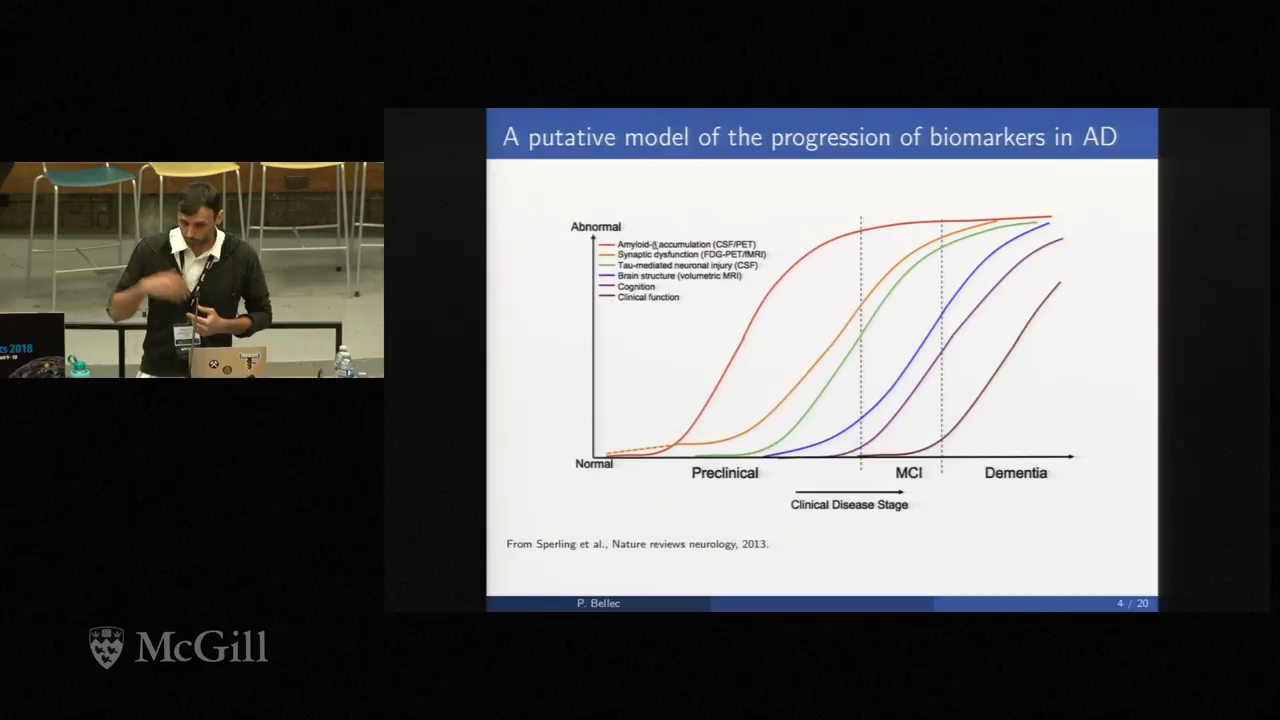 A putative model of the progression of biomarkers in AD
Abnormal
Amyloid-β accumulation (CSF/PET)
Synaptic dysfunction (FDG-PET/fMRI)
Tau-mediated neuronal injury (CSF)
Brain structure (volumetric MRI)
Cognition
Clinical function
Normal
Preclinical
MCI
Dementia
Clinical Disease Stage
From Sperling et al., Nature reviews neurology, 2013.
P. Bellec
4 / 20
cs 2018
McGill